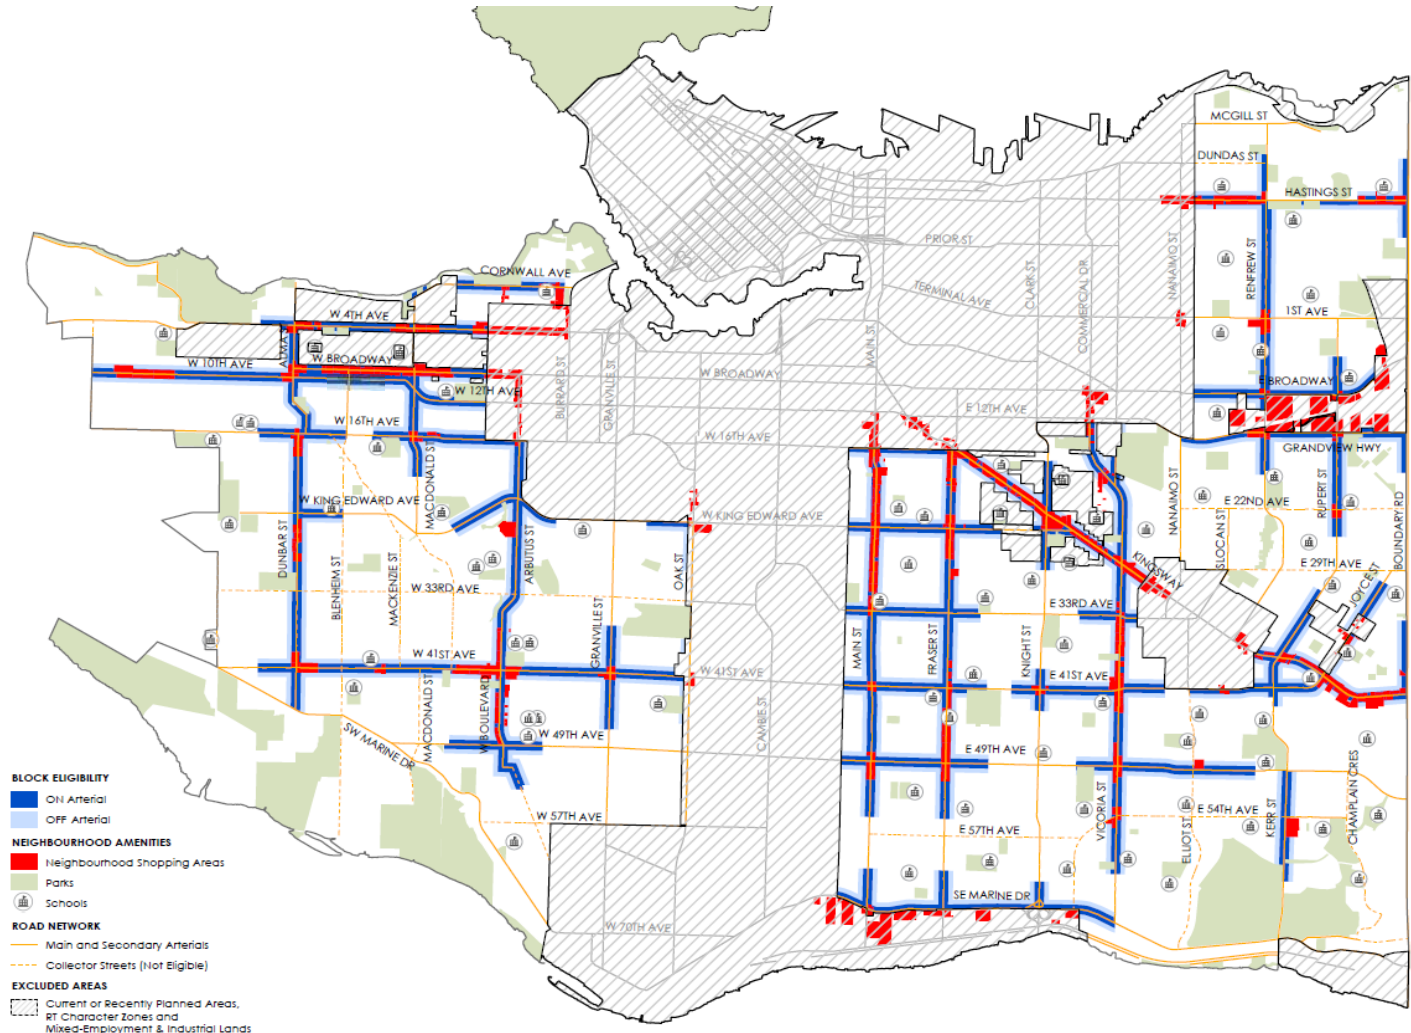 MCGILL ST
DUNDAS ST
HASTINGS ST
PRIOR ST
NANAIMO ST
RENFREW ST
CLARK ST
COMMERCIAL DR
TERMINAL AVE
CORNWALL AVE
W 4TH AVE
1ST AVE
ALMA
MAIN ST
W BROADWAY
W 10TH AVE
BURRARD ST
GRANVILLE ST
W BROADWAY
E BROADWAY
W 12TH AVE
E 12TH AVE
W 16TH AVE
W 16TH AVE
GRANDVIEW HWY
MACDONALD ST
NANAIMO ST
RUPERT ST
BOUNDARY RD
W KING EDWARD AVE
W KING EDWARD AVE
E 22ND AVE
DUNBAR ST
ARBUTUS ST
OAK ST
SLOCAN ST
KINGSWAY
E 29TH AVE
JOYCE ST
BLENHEIM ST
MACKENZIE ST
W 33RD AVE
E 33RD AVE
GRANVILLE ST
MAIN ST
FRASER ST
KNIGHT ST
W 41ST AVE
W 41ST AVE
E 41ST AVE
MACDONALD ST
W BOULEVARD
CAMBIE ST
SW MARINE DR
W 49TH AVE
E 49TH AVE
VICORIA ST
ELLIOT ST
E 54TH AVE
KERR ST
CHAMPLAIN CRES
W 57TH AVE
E 57TH AVE
SE MARINE DR
W 70TH AVE
BLOCK ELIGIBILITY
ON Arterial
OFF Arterial
NEIGHBOURHOOD AMENITIES
Neighbourhood Shopping Areas
Parks
Schools
ROAD NETWORK
Main and Secondary Arterials
Collector Streets (Not Eligible)
EXCLUDED AREAS
Current or Recently Planned Areas,
RT Character Zones and
Mixed-Employment & Industrial Lands